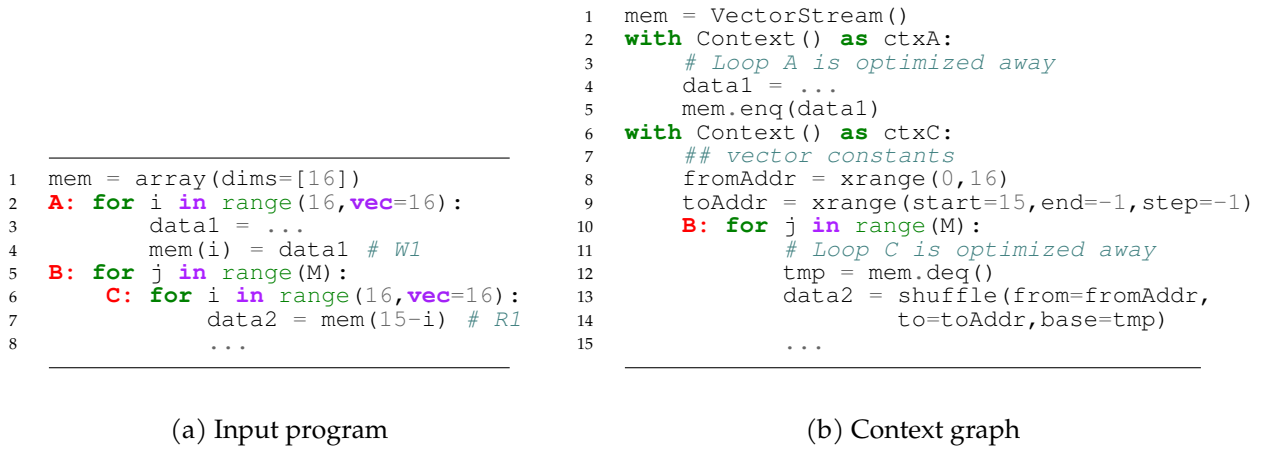 1 mem = array(dims=[16])
2 A: for i in range(16,vec=16):
3 data1 = ...
4 mem(i) = data1 # W1
5 B: for j in range(M):
6 C: for i in range(16,vec=16):
7 data2 = mem(15-i) # R1
8 ...
(a) Input program
1 mem = VectorStream()
2 with Context() as ctxA:
3 # Loop A is optimized away
4 data1 = ...
5 mem.enq(data1)
6 with Context() as ctxC:
7 ## vector constants
8 fromAddr = xrange(0,16)
9 toAddr = xrange(start=15,end=-1,step=-1)
10 B: for j in range(M):
11 # Loop C is optimized away
12 tmp = mem.deq()
13 data2 = shuffle(from=fromAddr,
14 to=toAddr,base=tmp)
15 ...
(b) Context graph